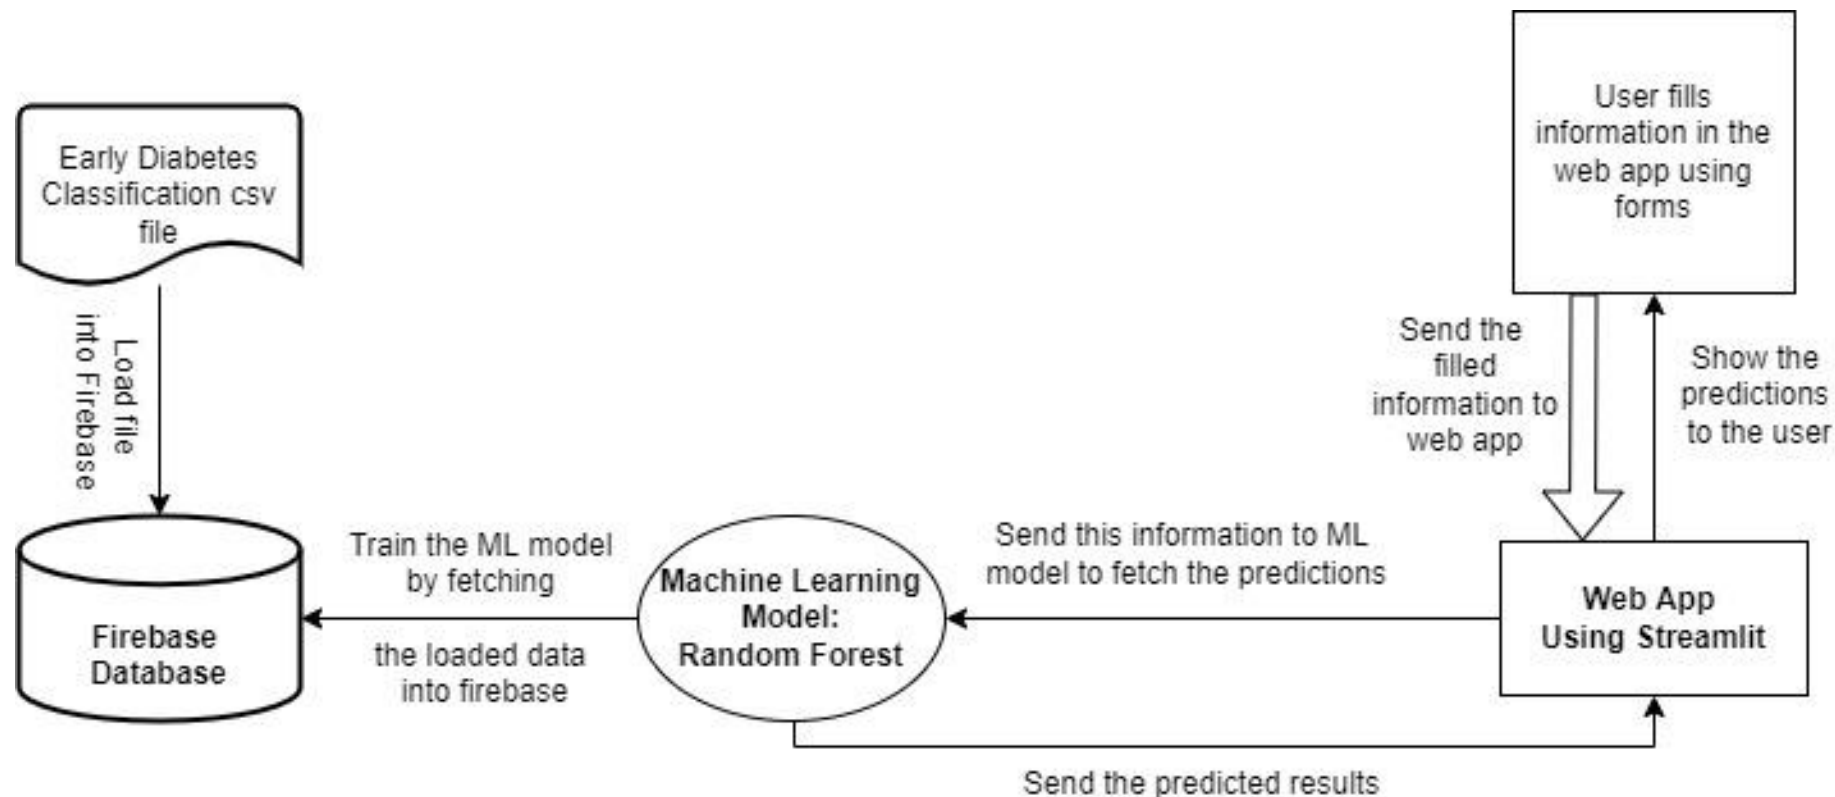 User fills
information in the
web app using
forms
Early Diabetes
Classification csv
file
Load file
into Firebase
Send the
filled
information to
web app
Show the
predictions
to the user
Train the ML model
by fetching
the loaded data
into firebase
Machine Learning
Model:
Random Forest
Send this information to ML
model to fetch the predictions
Web App
Using Streamlit
Firebase
Database
Send the predicted results